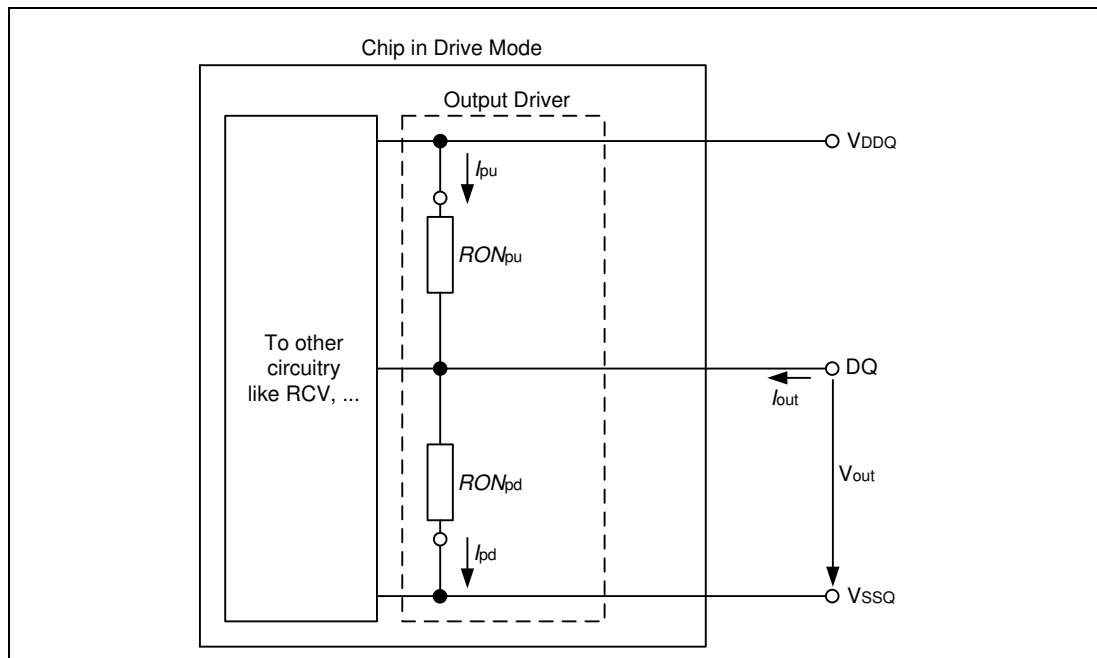 Chip in Drive Mode
Output Driver
VDDQ
Ipu
RONpu
To other
circuitry
like RCV, ...
DQ
Iout
RONpd
Vout
Ipd
VSSQ